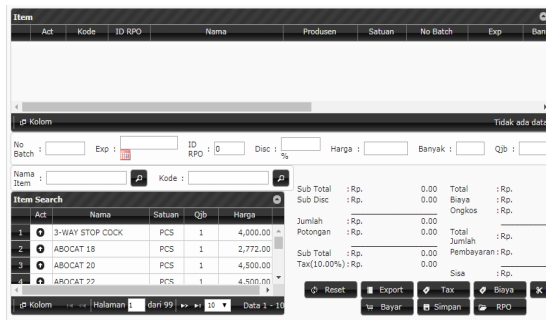 Item
Act Kode ID RPO Nama Produsen Satuan No Batch Exp Ban
Kolom Tidak ada data
No Batch : Exp : ID RPO : 0 Disc : % Harga : Banyak : Qjb :
Nama Item : Kode :
Item Search
Act Nama Satuan Qjb Harga
1 3-WAY STOP COCK PCS 1 4,000.00
2 ABOCAT 18 PCS 1 2,772.00
3 ABOCAT 20 PCS 1 4,500.00
4 ABOCAT 22 PCS 1 4,500.00
Kolom Halaman 1 dari 99 10 Data 1 - 10
Sub Total : Rp. 0.00 Total : Rp.
Sub Disc : Rp. 0.00 Biaya Ongkos : Rp.
Jumlah : Rp. 0.00
Potongan : Rp. 0.00 Total Jumlah : Rp.
Sub Total : Rp. 0.00 Pembayaran : Rp.
Tax(10.00%) : Rp. 0.00
Sisa : Rp.
Reset Export Tax Biaya
Bayar Simpan RPO